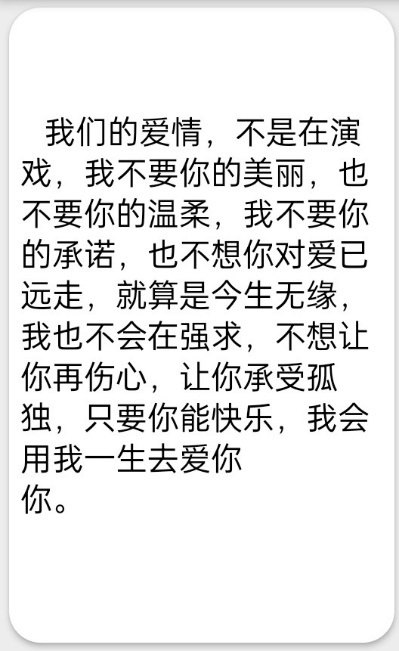 我们的爱情，不是在演
戏，我不要你的美丽，也
不要你的温柔，我不要你
的承诺，也不想你对爱已
远走，就算是今生无缘，
我也不会在强求，不想让
你再伤心，让你承受孤
独，只要你能快乐，我会
用我一生去爱你
你。